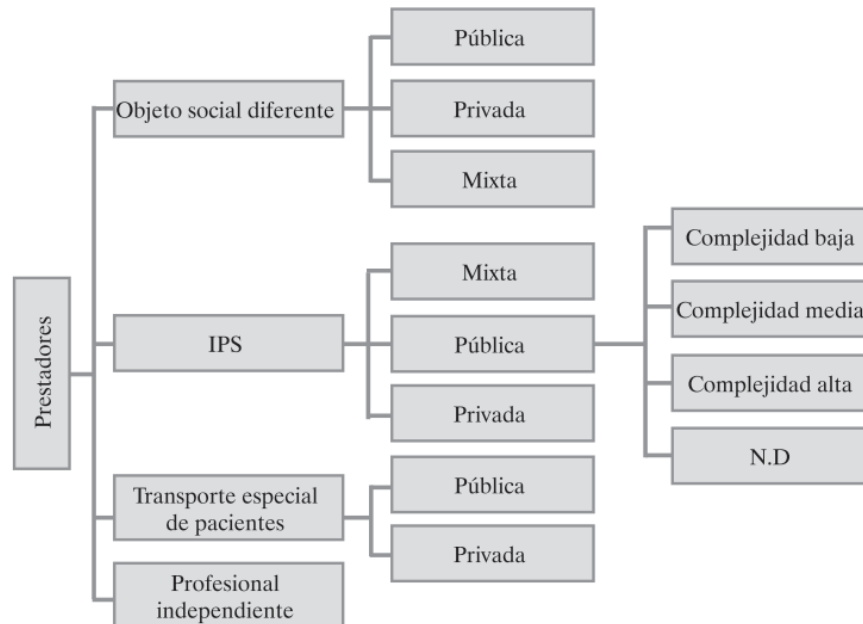 Prestadores
Objeto social diferente
Pública
Privada
Mixta
IPS
Mixta
Pública
Privada
Complejidad baja
Complejidad media
Complejidad alta
N.D
Transporte especial
de pacientes
Pública
Privada
Profesional
independiente